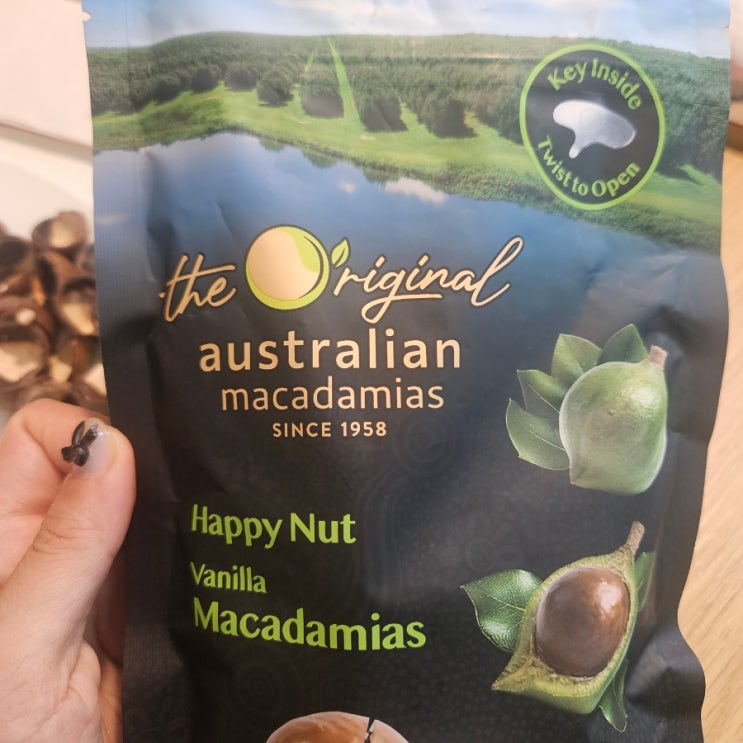 Key Inside
Twist to Open
the Original
australian
macadamias
SINCE 1958
Happy Nut
Vanilla
Macadamias